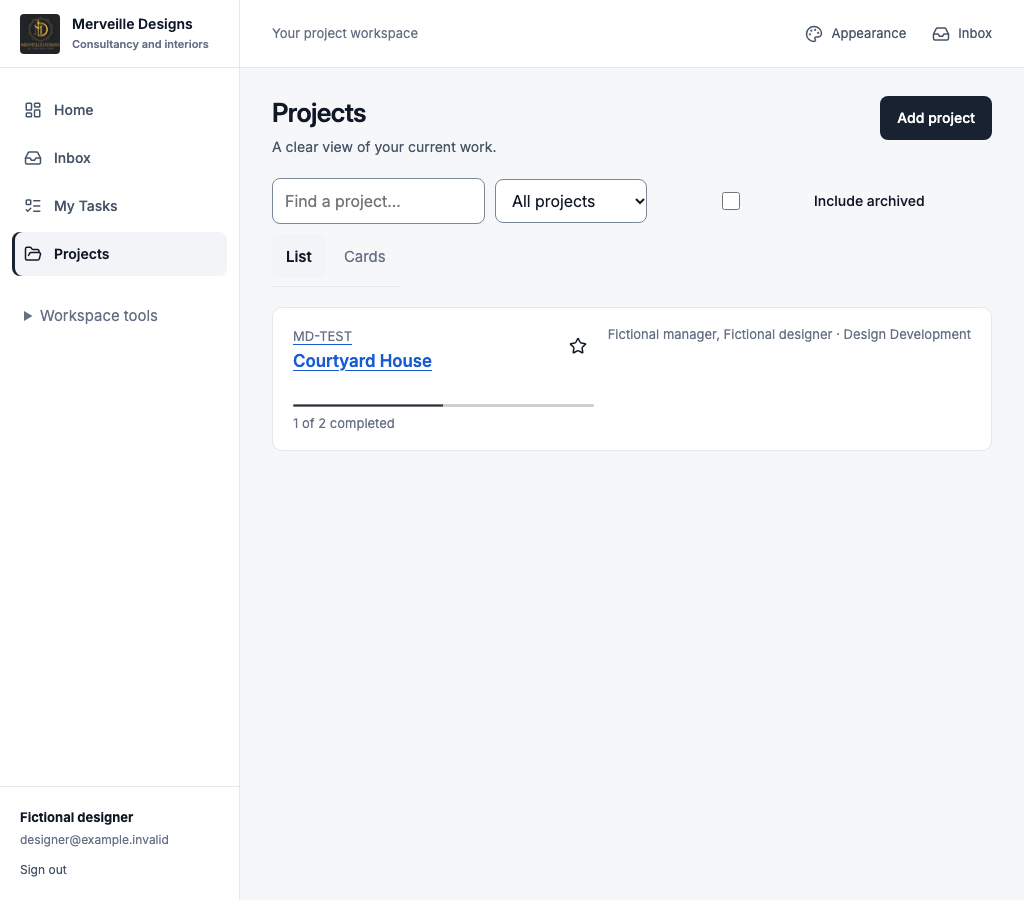 Merveille Designs
Consultancy and interiors
Your project workspace
Appearance
Inbox
Home
Inbox
My Tasks
Projects
Workspace tools
Projects
A clear view of your current work.
Add project
Find a project...
All projects
Include archived
List
Cards
MD-TEST
Courtyard House
Fictional manager, Fictional designer · Design Development
1 of 2 completed
Fictional designer
designer@example.invalid
Sign out